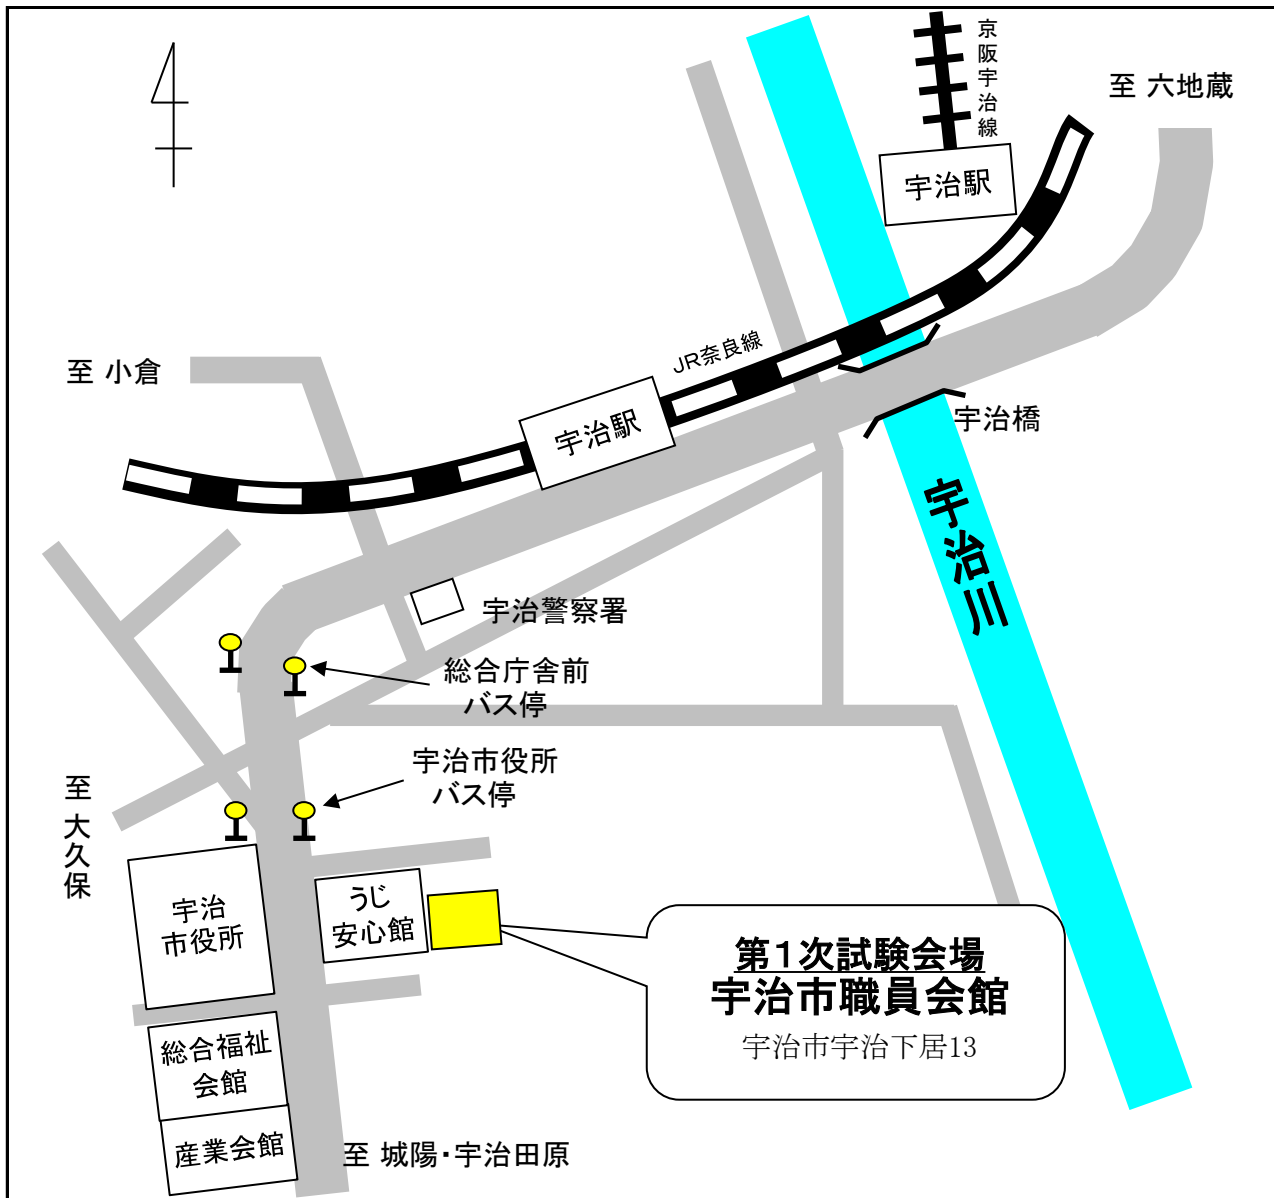 京阪宇治線
至 六地蔵
宇治駅
JR奈良線
至 小倉
宇治駅
宇治橋
宇治川
宇治警察署
総合庁舎前
バス停
宇治市役所
バス停
至 大久保
宇治
市役所
うじ
安心館
第1次試験会場
宇治市職員会館
宇治市宇治下居13
総合福祉
会館
産業会館
至 城陽・宇治田原